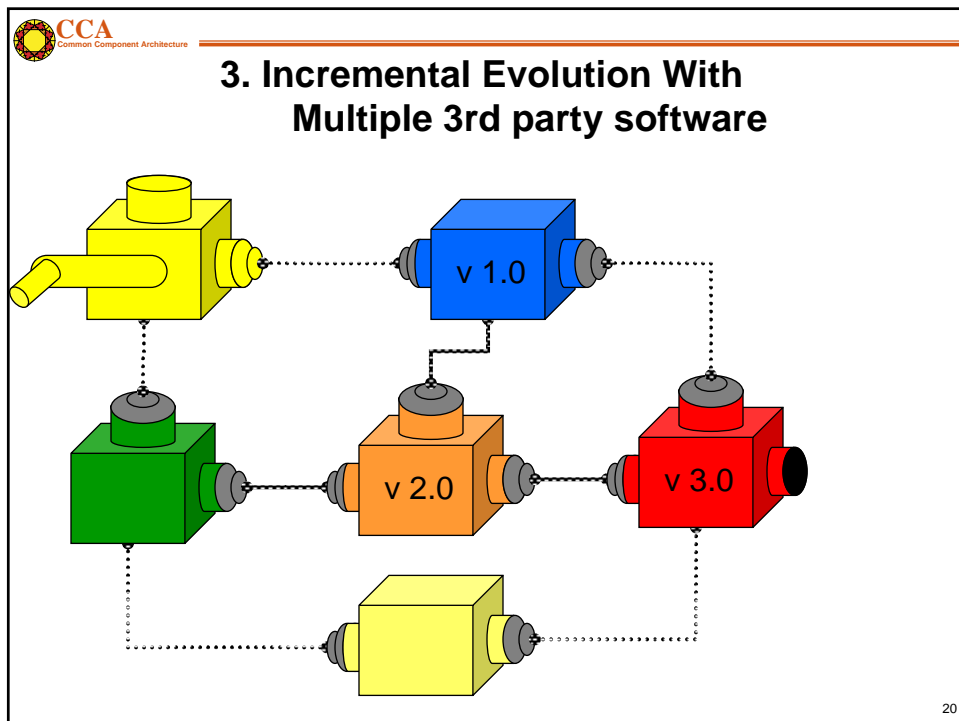 CCA
Common Component Architecture
3. Incremental Evolution With
Multiple 3rd party software
v 1.0
v 2.0
v 3.0
20